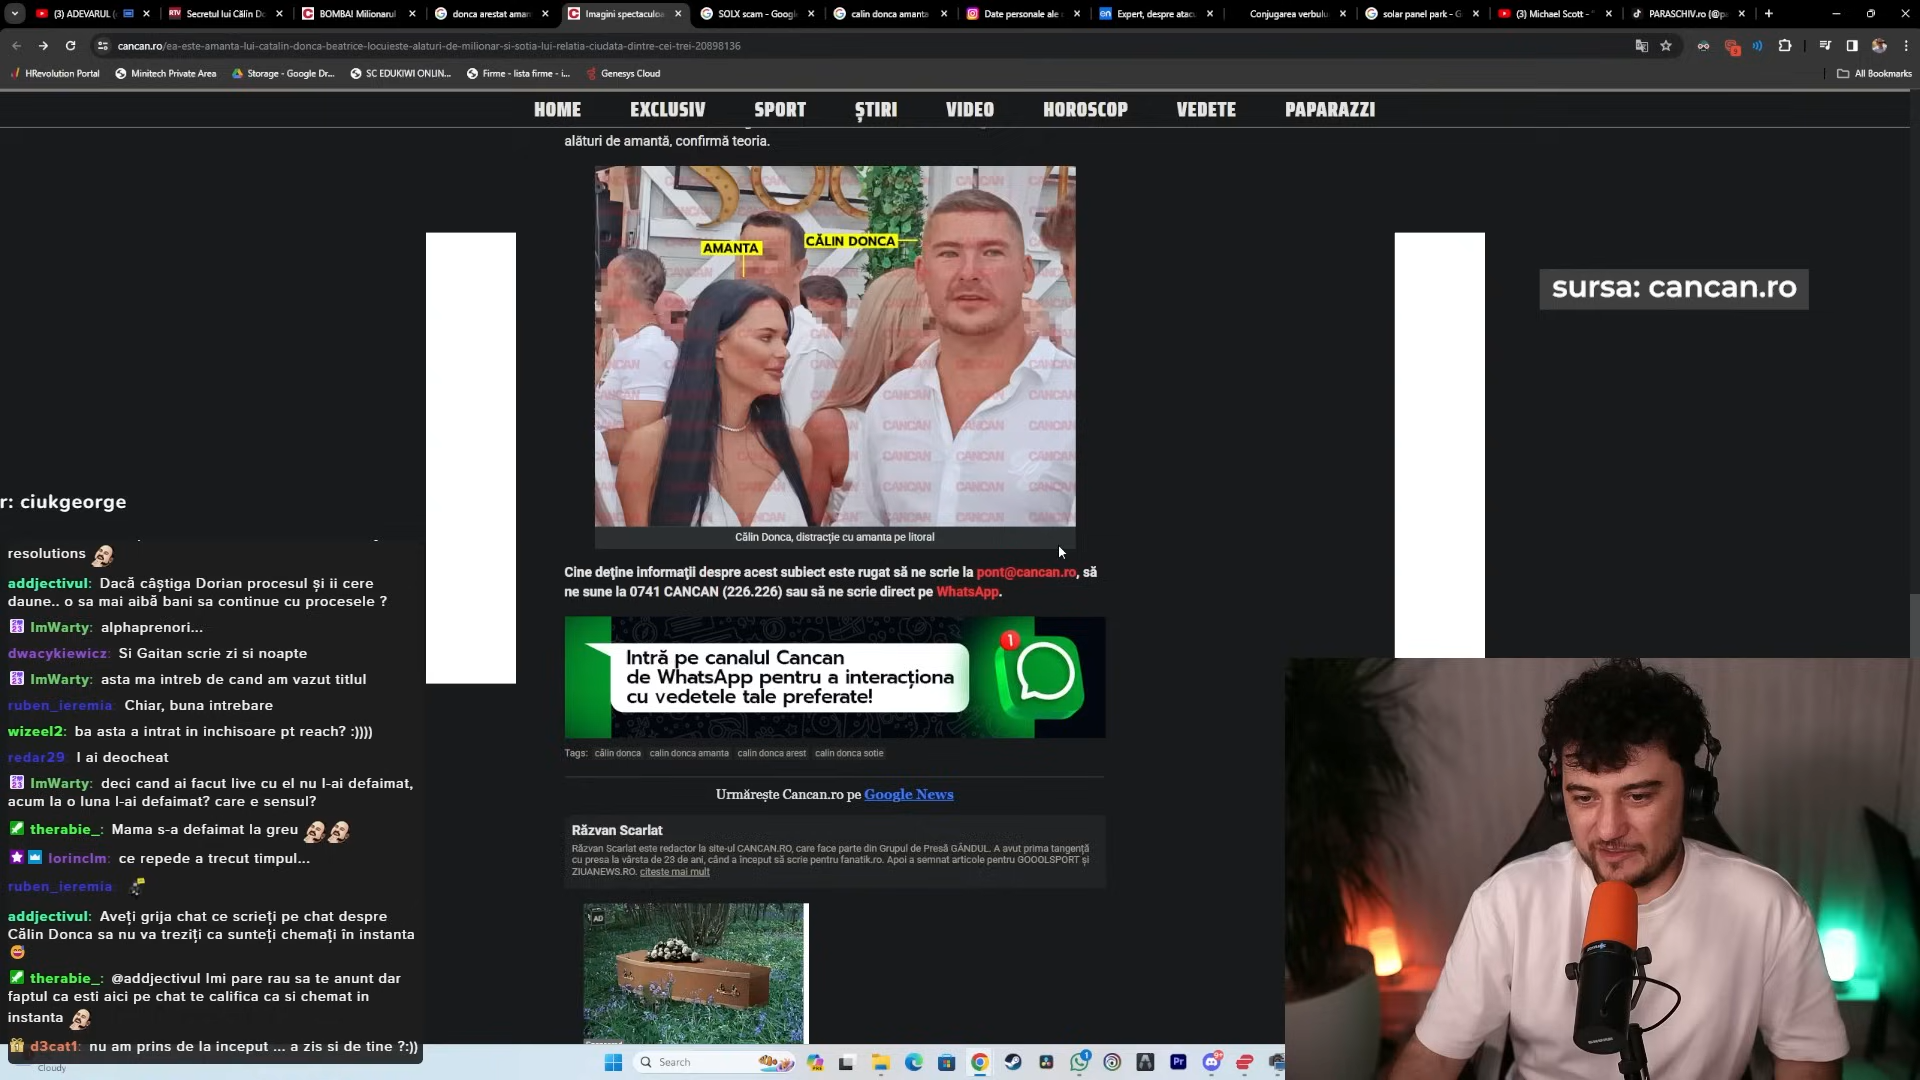 (3) ADEVARUL (
Secretul lui Călin Do
BOMBA! Milionarul
donca arestat aman
Imagini spectaculoa
SOLX scam - Google
calin donca amanta
Date personale ale
Expert, despre atac
Conjugarea verbului
solar panel park - G
(3) Michael Scott -
PARASCHIV.ro (@p
cancan.ro/ea-este-amanta-lui-catalin-donca-beatrice-locuieste-alaturi-de-milionar-si-sotia-lui-relatia-ciudata-dintre-cei-trei-20898136
HRevolution Portal
Minitech Private Area
Storage - Google Dr...
SC EDUKIWI ONLIN...
Firme - lista firme - i...
Genesys Cloud
All Bookmarks
HOME EXCLUSIV SPORT ȘTIRI VIDEO HOROSCOP VEDETE PAPARAZZI
alături de amantă, confirmă teoria.
AMANTA
CĂLIN DONCA
CANCAN
sursa: cancan.ro
Călin Donca, distracție cu amanta pe litoral
Cine deţine informaţii despre acest subiect este rugat să ne scrie la pont@cancan.ro, să
ne sune la 0741 CANCAN (226.226) sau să ne scrie direct pe WhatsApp.
Intră pe canalul Cancan
de WhatsApp pentru a interacționa
cu vedetele tale preferate!
1
Tags: călin donca calin donca amanta calin donca arest calin donca sotie
Urmărește Cancan.ro pe Google News
Răzvan Scarlat
Răzvan Scarlat este redactor la site-ul CANCAN.RO, care face parte din Grupul de Presă GÂNDUL. A avut prima tangență
cu presa la vârsta de 23 de ani, când a început să scrie pentru fanatik.ro. Apoi a semnat articole pentru GOOOLSPORT și
ZIUANEWS.RO. citeste mai mult
AD
r: ciukgeorge
resolutions
addjectivul: Dacă câștiga Dorian procesul și ii cere
daune.. o sa mai aibă bani sa continue cu procesele ?
ImWarty: alphaprenori...
dwacykiewicz: Si Gaitan scrie zi si noapte
ImWarty: asta ma intreb de cand am vazut titlul
ruben_ieremia: Chiar, buna intrebare
wizeel2: ba asta a intrat in inchisoare pt reach? :))))
redar29: l ai deocheat
ImWarty: deci cand ai facut live cu el nu l-ai defaimat,
acum la o luna l-ai defaimat? care e sensul?
therabie_: Mama s-a defaimat la greu
lorinclm: ce repede a trecut timpul...
ruben_ieremia:
addjectivul: Aveți grija chat ce scrieți pe chat despre
Călin Donca sa nu va treziți ca sunteți chemați în instanta
therabie_: @addjectivul Imi pare rau sa te anunt dar
faptul ca esti aici pe chat te califica ca si chemat in
instanta
d3cat1: nu am prins de la inceput ... a zis si de tine ?:))
Cloudy
Search